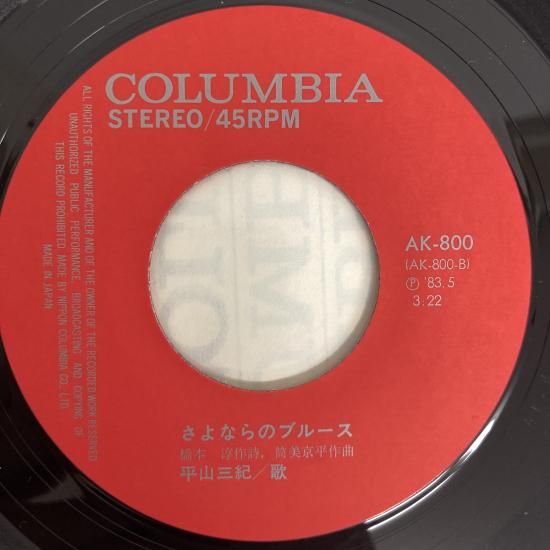 COLUMBIA
STEREO/45RPM
ALL RIGHTS OF THE MANUFACTURER AND OF THE OWNER OF THE RECORDED WORK RESERVED
UNAUTHORIZED PUBLIC PERFORMANCE, BROADCASTING AND COPYING OF
THIS RECORD PROHIBITED. MADE BY NIPPON COLUMBIA CO., LTD.
MADE IN JAPAN
AK-800
(AK-800-B)
Ⓟ '83.5
3:22
さよならのブルース
橋本 淳作詩, 筒美京平作曲
平山三紀/歌